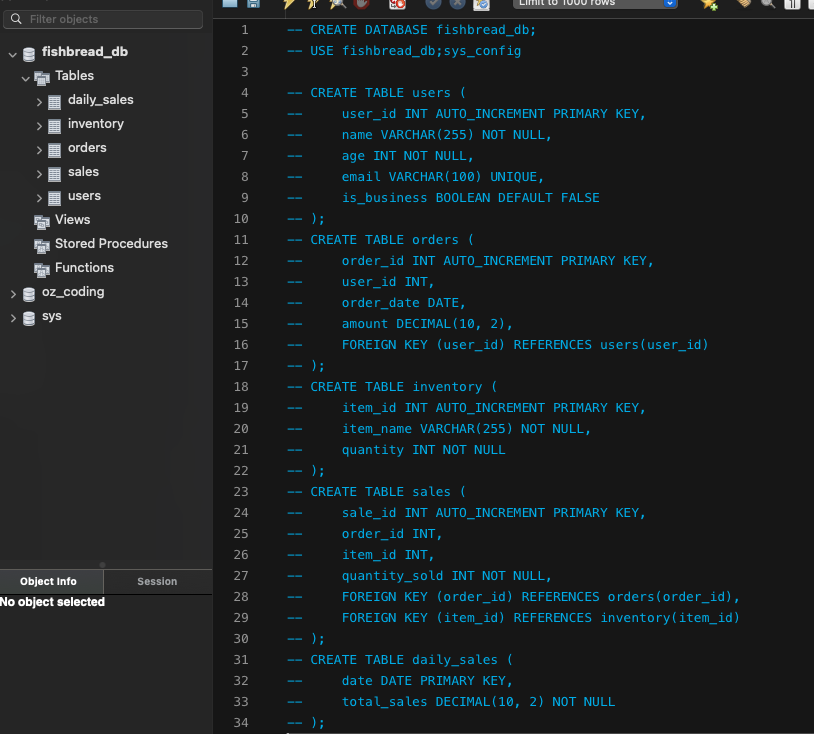 Filter objects
fishbread_db
Tables
daily_sales
inventory
orders
sales
users
Views
Stored Procedures
Functions
oz_coding
sys
Object Info
Session
No object selected
Limit to 1000 rows
1 -- CREATE DATABASE fishbread_db;
2 -- USE fishbread_db;sys_config
3
4 -- CREATE TABLE users (
5 -- user_id INT AUTO_INCREMENT PRIMARY KEY,
6 -- name VARCHAR(255) NOT NULL,
7 -- age INT NOT NULL,
8 -- email VARCHAR(100) UNIQUE,
9 -- is_business BOOLEAN DEFAULT FALSE
10 -- );
11 -- CREATE TABLE orders (
12 -- order_id INT AUTO_INCREMENT PRIMARY KEY,
13 -- user_id INT,
14 -- order_date DATE,
15 -- amount DECIMAL(10, 2),
16 -- FOREIGN KEY (user_id) REFERENCES users(user_id)
17 -- );
18 -- CREATE TABLE inventory (
19 -- item_id INT AUTO_INCREMENT PRIMARY KEY,
20 -- item_name VARCHAR(255) NOT NULL,
21 -- quantity INT NOT NULL
22 -- );
23 -- CREATE TABLE sales (
24 -- sale_id INT AUTO_INCREMENT PRIMARY KEY,
25 -- order_id INT,
26 -- item_id INT,
27 -- quantity_sold INT NOT NULL,
28 -- FOREIGN KEY (order_id) REFERENCES orders(order_id),
29 -- FOREIGN KEY (item_id) REFERENCES inventory(item_id)
30 -- );
31 -- CREATE TABLE daily_sales (
32 -- date DATE PRIMARY KEY,
33 -- total_sales DECIMAL(10, 2) NOT NULL
34 -- );